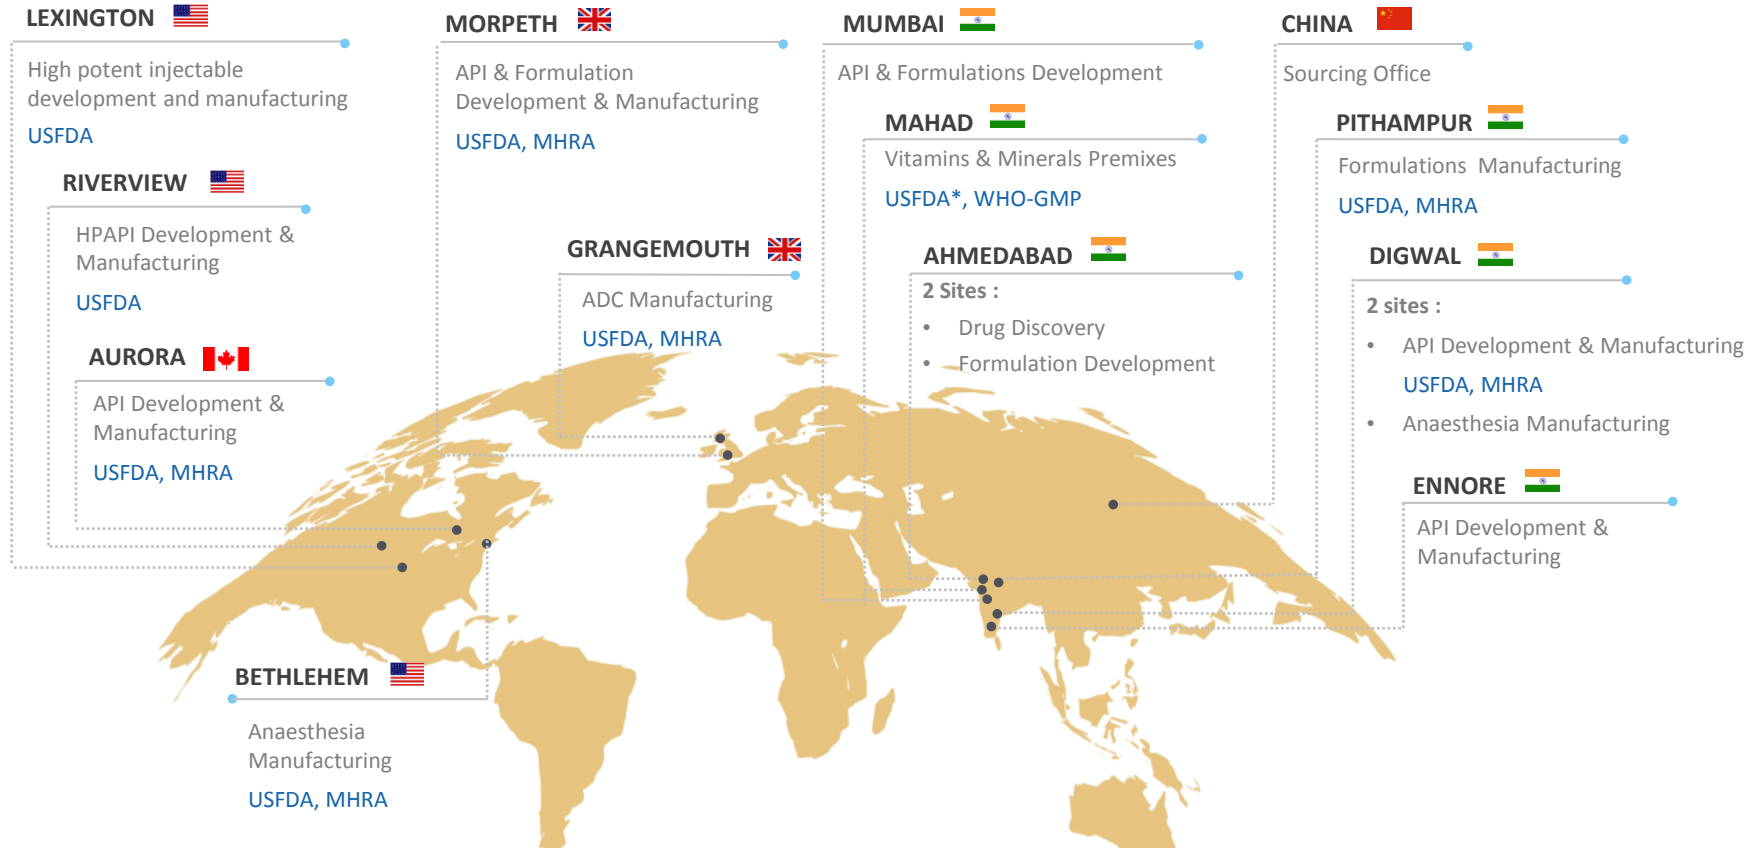 LEXINGTON
High potent injectable
development and manufacturing
USFDA
RIVERVIEW
HPAPI Development &
Manufacturing
USFDA
AURORA
API Development &
Manufacturing
USFDA, MHRA
BETHLEHEM
Anaesthesia
Manufacturing
USFDA, MHRA
MORPETH
API & Formulation
Development & Manufacturing
USFDA, MHRA
GRANGEMOUTH
ADC Manufacturing
USFDA, MHRA
MUMBAI
API & Formulations Development
MAHAD
Vitamins & Minerals Premixes
USFDA*, WHO-GMP
AHMEDABAD
2 Sites :
• Drug Discovery
• Formulation Development
CHINA
Sourcing Office
PITHAMPUR
Formulations Manufacturing
USFDA, MHRA
DIGWAL
2 sites :
• API Development & Manufacturing
USFDA, MHRA
• Anaesthesia Manufacturing
ENNORE
API Development &
Manufacturing